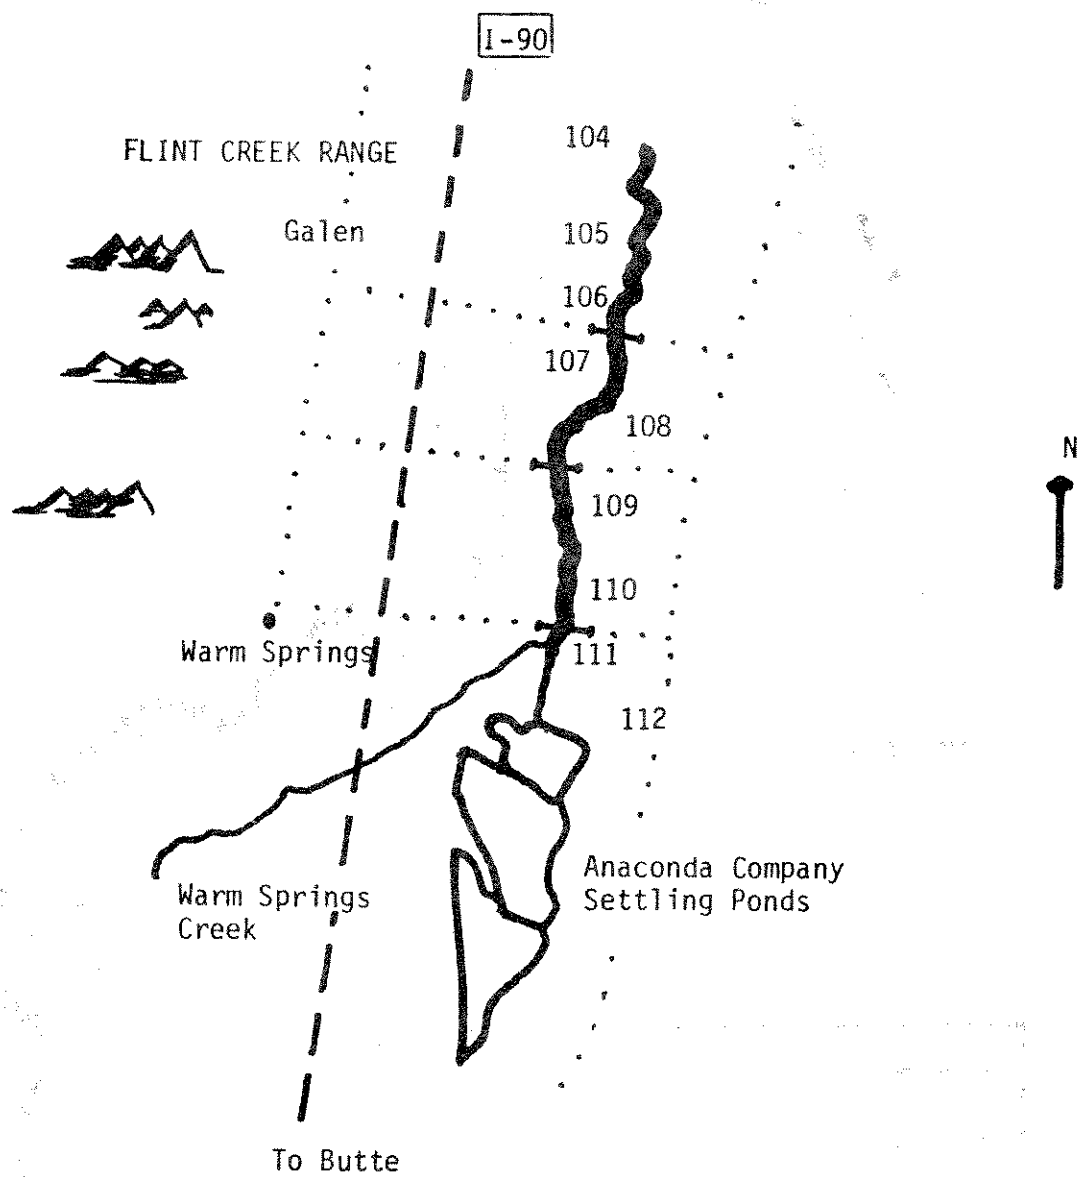 I-90
104
FLINT CREEK RANGE
Galen
105
106
107
108
N
109
110
Warm Springs
111
112
Anaconda Company
Settling Ponds
Warm Springs
Creek
To Butte